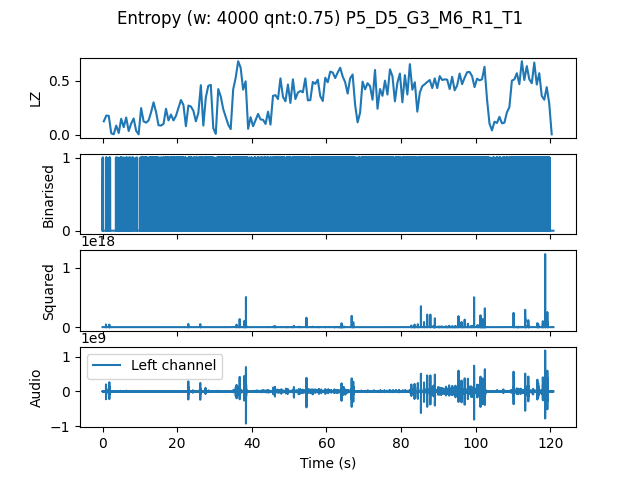 Entropy (w: 4000 qnt:0.75) P5_D5_G3_M6_R1_T1
0.5
0.0
LZ
1
0
Binarised
1e18
1
0
Squared
1e9
1
0
−1
Audio
Left channel
0 20 40 60 80 100 120
Time (s)